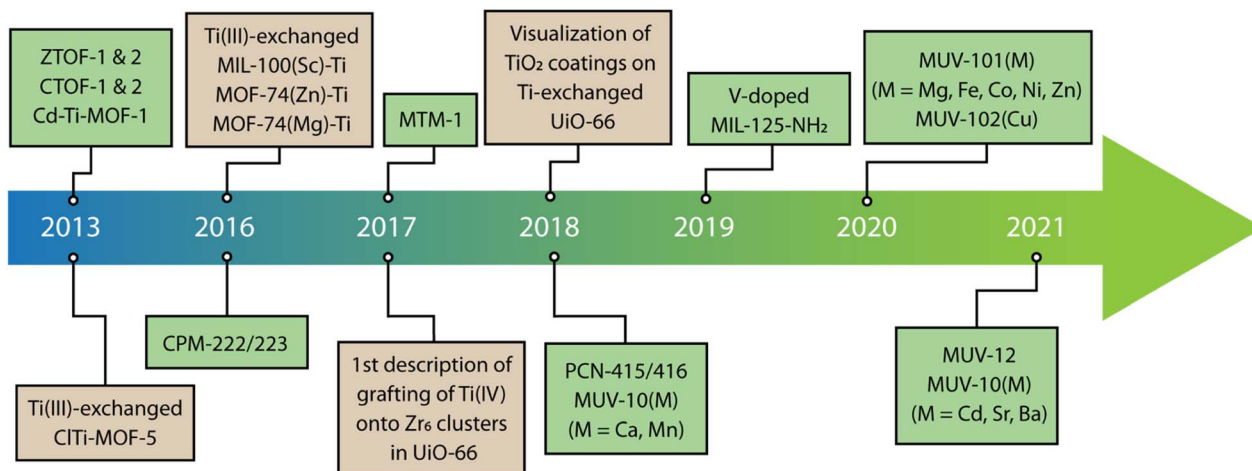 ZTOF-1 & 2
CTOF-1 & 2
Cd-Ti-MOF-1
Ti(III)-exchanged
MIL-100(Sc)-Ti
MOF-74(Zn)-Ti
MOF-74(Mg)-Ti
MTM-1
Visualization of
TiO₂ coatings on
Ti-exchanged
UiO-66
V-doped
MIL-125-NH₂
MUV-101(M)
(M = Mg, Fe, Co, Ni, Zn)
MUV-102(Cu)
2013 2016 2017 2018 2019 2020 2021
Ti(III)-exchanged
ClTi-MOF-5
CPM-222/223
1st description of
grafting of Ti(IV)
onto Zr₆ clusters
in UiO-66
PCN-415/416
MUV-10(M)
(M = Ca, Mn)
MUV-12
MUV-10(M)
(M = Cd, Sr, Ba)